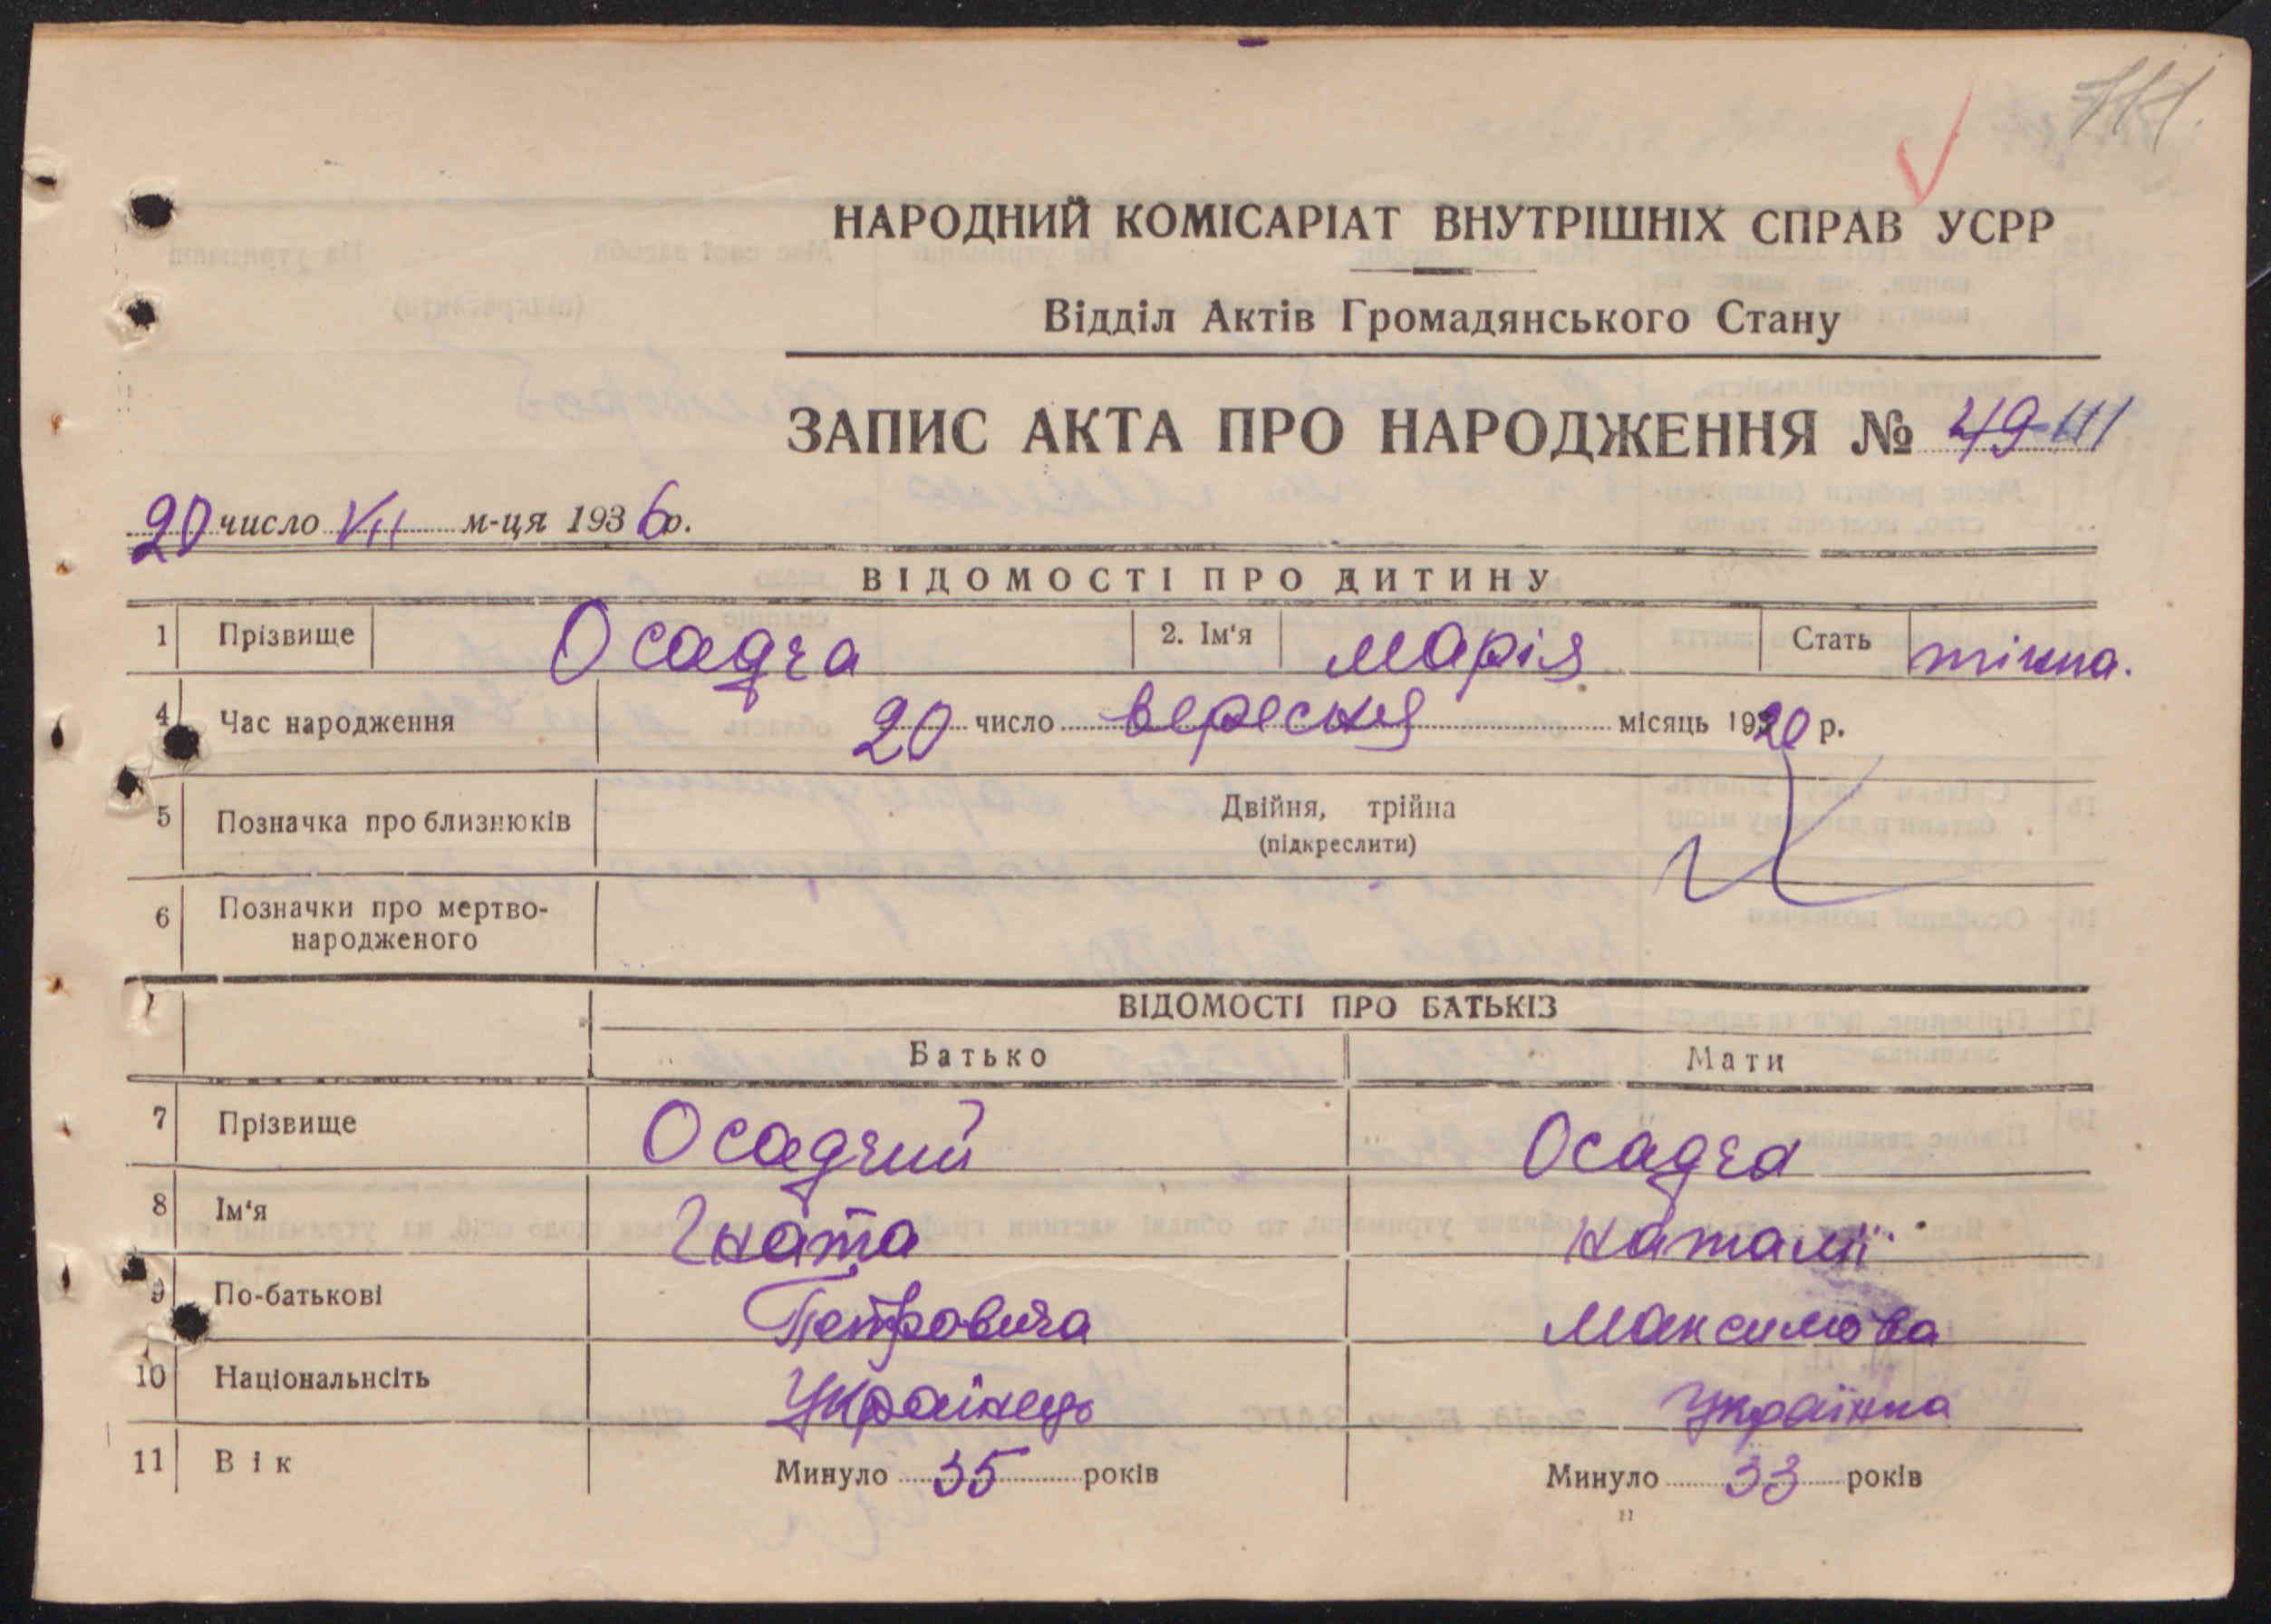 111.
НАРОДНИЙ КОМІСАРІАТ ВНУТРІШНІХ СПРАВ УСРР
Відділ Актів Громадянського Стану
ЗАПИС АКТА ПРО НАРОДЖЕННЯ № 49-III
20 число VII м-ця 1936 р.
ВІДОМОСТІ ПРО ДИТИНУ
1 Прізвище Осадча 2. Ім'я Марія Стать жінка.
4 Час народження 20 число вересня місяць 1920 р.
5 Позначка про близнюків Двійня, трійна
(підкреслити)
6 Позначки про мертво-
народженого
ВІДОМОСТІ ПРО БАТЬКІЗ
Батько Мати
7 Прізвище Осадчий Осадча
8 Ім'я Гната Наталії
9 По-батькові Петровича Максимова
10 Національнсіть Українець Українка
11 Вік Минуло 35 років Минуло 33 років